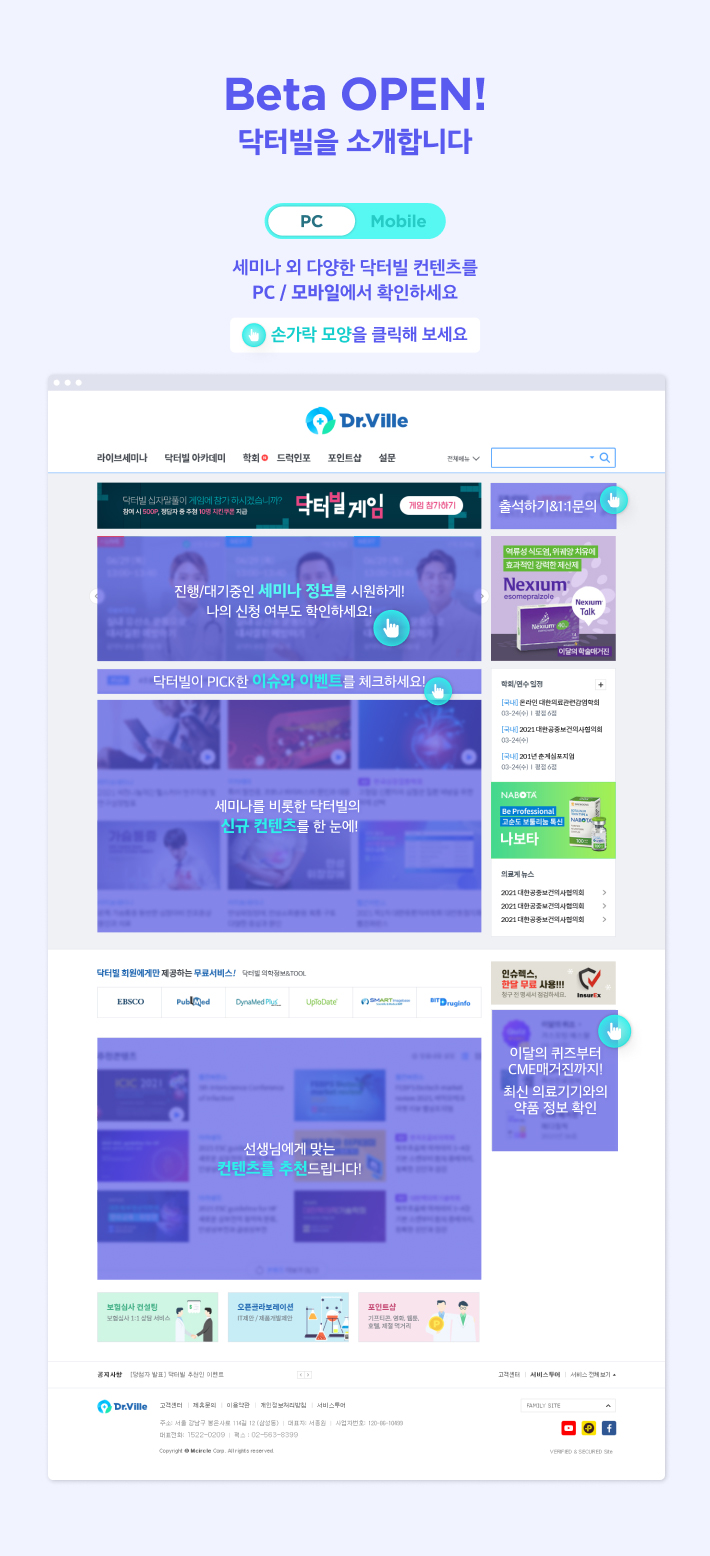 Beta OPEN!
닥터빌을 소개합니다
PC Mobile
세미나 외 다양한 닥터빌 컨텐츠를
PC / 모바일에서 확인하세요
손가락 모양을 클릭해 보세요
Dr.Ville
라이브세미나 닥터빌 아카데미 학회 드럭인포 포인트샵 설문 전체메뉴
닥터빌 십자말풀이 게임에 참가 하시겠습니까?
참여 시 500P, 정답자 중 추첨 10명 치킨쿠폰 지급
닥터빌게임
게임 참가하기
출석하기&1:1문의
진행/대기중인 세미나 정보를 시원하게!
나의 신청 여부도 확인하세요!
역류성 식도염, 위궤양 치유에
효과적인 강력한 제산제
Nexium
esomeprazole
Nexium
Talk
Nexium
이달의 학술매거진
닥터빌이 PICK한 이슈와 이벤트를 체크하세요!
학회/연수 일정 +
[국내] 온라인 대한의료관련감염학회
03-24(수) | 평점 6점
[국내] 2021 대한공중보건의사협의회
03-24(수)
[국내] 201년 춘계심포지엄
03-24(수) | 평점 6점
세미나를 비롯한 닥터빌의
신규 컨텐츠를 한 눈에!
NABOTA
Be Professional
고순도 보툴리눔 톡신
나보타
NABOTA
100
의료계 뉴스
2021 대한공중보건의사협의회
2021 대한공중보건의사협의회
2021 대한공중보건의사협의회
닥터빌 회원에게만 제공하는 무료서비스! 닥터빌 의학정보&TOOL
EBSCO PubMed DynaMed Plus UpToDate SMART BIT Druginfo
인슈렉스,
한달 무료 사용!!!
청구 전 명세서 점검하세요.
InsurEx
이달의 퀴즈부터
CME매거진까지!
최신 의료기기와의
약품 정보 확인
선생님에게 맞는
컨텐츠를 추천드립니다!
보험심사 컨설팅
보험심사 1:1 상담 서비스
오픈콜라보레이션
IT제안 / 제품개발제안
포인트샵
기프티콘, 영화, 웹툰,
호텔, 제철 먹거리
공지사항 [당첨자 발표] 닥터빌 추천인 이벤트
고객센터 | 서비스투어 | 서비스 전체보기
Dr.Ville
고객센터 | 제휴문의 | 이용약관 | 개인정보처리방침 | 서비스투어
FAMILY SITE
주소: 서울 강남구 봉은사로 114길 12 (삼성동) | 대표자: 서종원 | 사업자번호: 120-86-10899
대표전화: 1522-0209 | 팩스 : 02-563-8399
Copyright © Mcircle Corp. All rights reserved
VERIFIED & SECURED Site